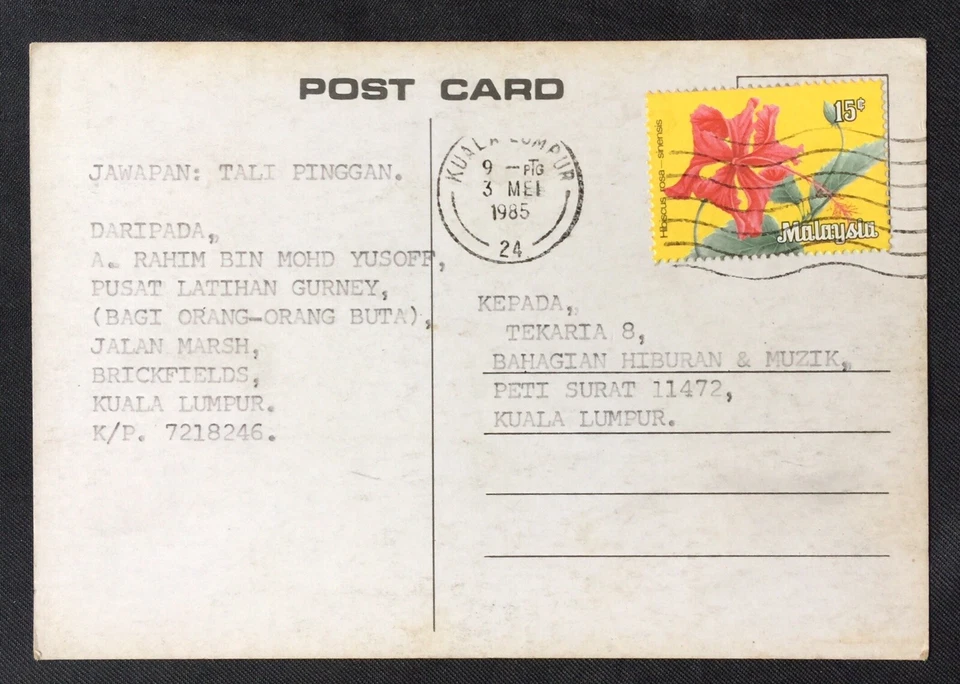 POST CARD
JAWAPAN: TALI PINGGAN.
DARIPADA,
A. RAHIM BIN MOHD YUSOFF,
PUSAT LATIHAN GURNEY,
(BAGI ORANG-ORANG BUTA),
JALAN MARSH,
BRICKFIELDS,
KUALA LUMPUR.
K/P. 7218246.
KUALA LUMPUR
9 - PTG
3 MEI
1985
24
Hibiscus rosa - sinensis
15¢
Malaysia
KEPADA,
TEKARIA 8,
BAHAGIAN HIBURAN & MUZIK,
PETI SURAT 11472,
KUALA LUMPUR.